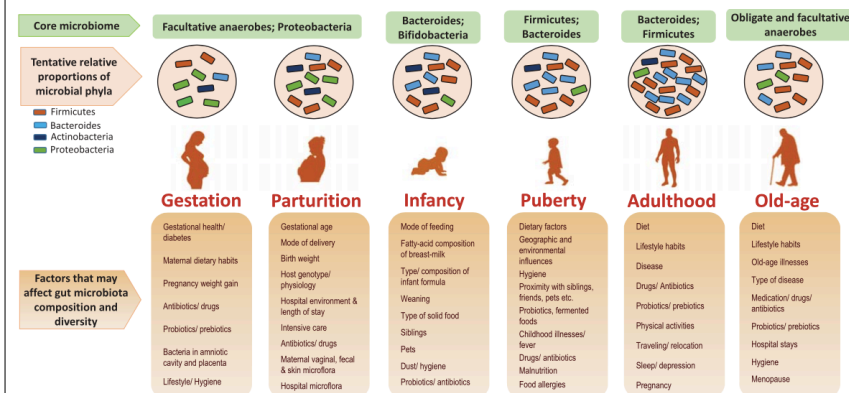 Core microbiome
Facultative anaerobes; Proteobacteria
Bacteroides;
Bifidobacteria
Firmicutes;
Bacteroides
Bacteroides;
Firmicutes
Obligate and facultative
anaerobes
Tentative relative
proportions of
microbial phyla
Firmicutes
Bacteroides
Actinobacteria
Proteobacteria
Gestation
Parturition
Infancy
Puberty
Adulthood
Old-age
Factors that may
affect gut microbiota
composition and
diversity
Gestational health/
diabetes
Maternal dietary habits
Pregnancy weight gain
Antibiotics/ drugs
Probiotics/ prebiotics
Bacteria in amniotic
cavity and placenta
Lifestyle/ Hygiene
Gestational age
Mode of delivery
Birth weight
Host genotype/
physiology
Hospital environment &
length of stay
Intensive care
Antibiotics/ drugs
Maternal vaginal, fecal
& skin microflora
Hospital microflora
Mode of feeding
Fatty-acid composition
of breast-milk
Type/ composition of
infant formula
Weaning
Type of solid food
Siblings
Pets
Dust/ hygiene
Probiotics/ antibiotics
Dietary factors
Geographic and
environmental
influences
Hygiene
Proximity with siblings,
friends, pets etc.
Probiotics, fermented
foods
Childhood illnesses/
fever
Drugs/ antibiotics
Malnutrition
Food allergies
Diet
Lifestyle habits
Disease
Drugs/ Antibiotics
Probiotics/ prebiotics
Physical activities
Traveling/ relocation
Sleep/ depression
Pregnancy
Diet
Lifestyle habits
Old-age illnesses
Type of disease
Medication/ drugs/
antibiotics
Probiotics/ prebiotics
Hospital stays
Hygiene
Menopause